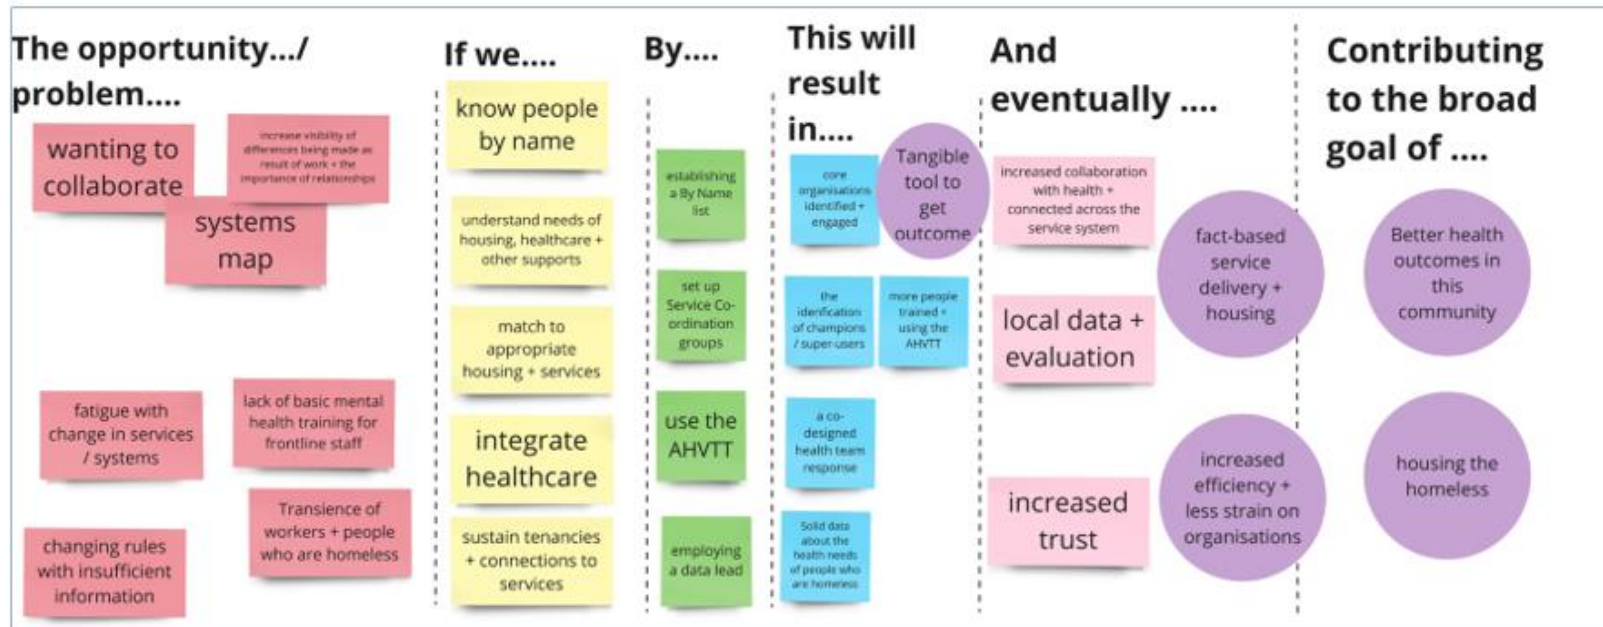 The opportunity.../
problem....
wanting to
collaborate
increase visibility of
differences being made as
result of work + the
importance of relationships
systems
map
fatigue with
change in services
/ systems
lack of basic mental
health training for
frontline staff
changing rules
with insufficient
information
Transience of
workers + people
who are homeless
If we....
know people
by name
understand needs of
housing, healthcare +
other supports
match to
appropriate
housing + services
integrate
healthcare
sustain tenancies
+ connections to
services
By....
establishing
a By Name
list
set up
Service Co-
ordination
groups
use the
AHVTT
employing
a data lead
This will
result
in....
core
organisations
identified +
engaged
Tangible
tool to
get
outcome
the
idenfication
of champions
/ super-users
more people
trained +
using the
AHVTT
a co-
designed
health team
response
Solid data
about the
health needs
of people who
are homeless
And
eventually ....
increased collaboration
with health +
connected across the
service system
fact-based
service
delivery +
housing
local data +
evaluation
increased
trust
increased
efficiency +
less strain on
organisations
Contributing
to the broad
goal of ....
Better health
outcomes in
this
community
housing the
homeless